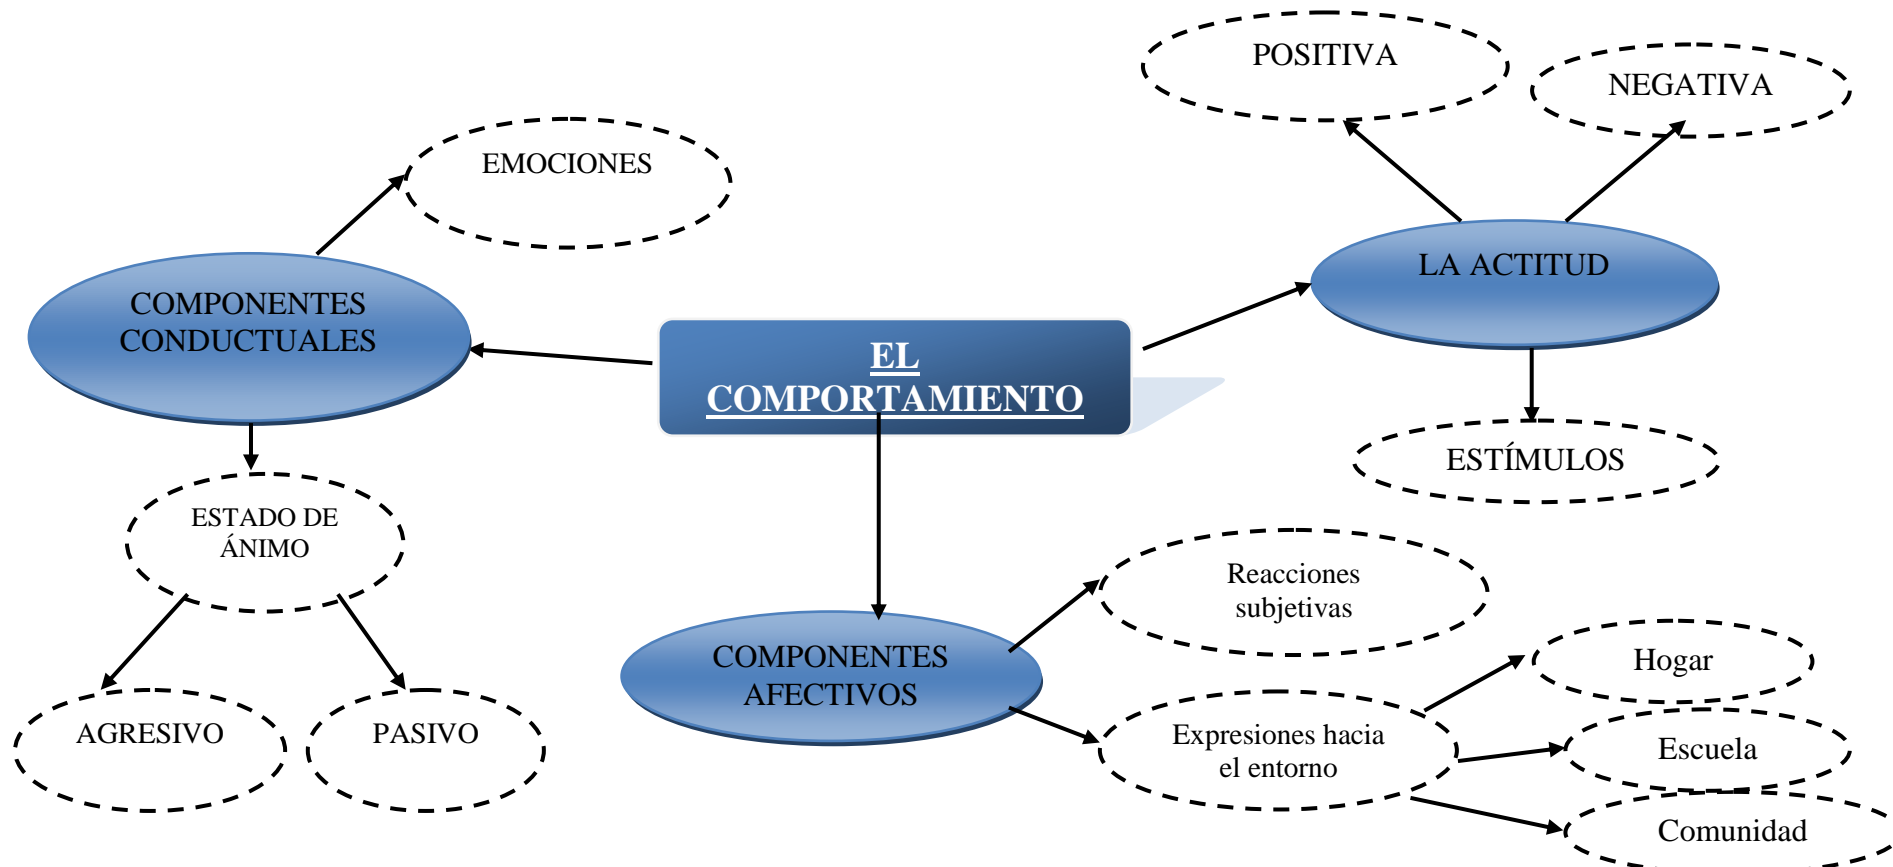 POSITIVA
NEGATIVA
EMOCIONES
LA ACTITUD
COMPONENTES
CONDUCTUALES
EL
COMPORTAMIENTO
ESTÍMULOS
ESTADO DE
ÁNIMO
Reacciones
subjetivas
COMPONENTES
AFECTIVOS
Hogar
AGRESIVO
PASIVO
Expresiones hacia
el entorno
Escuela
Comunidad